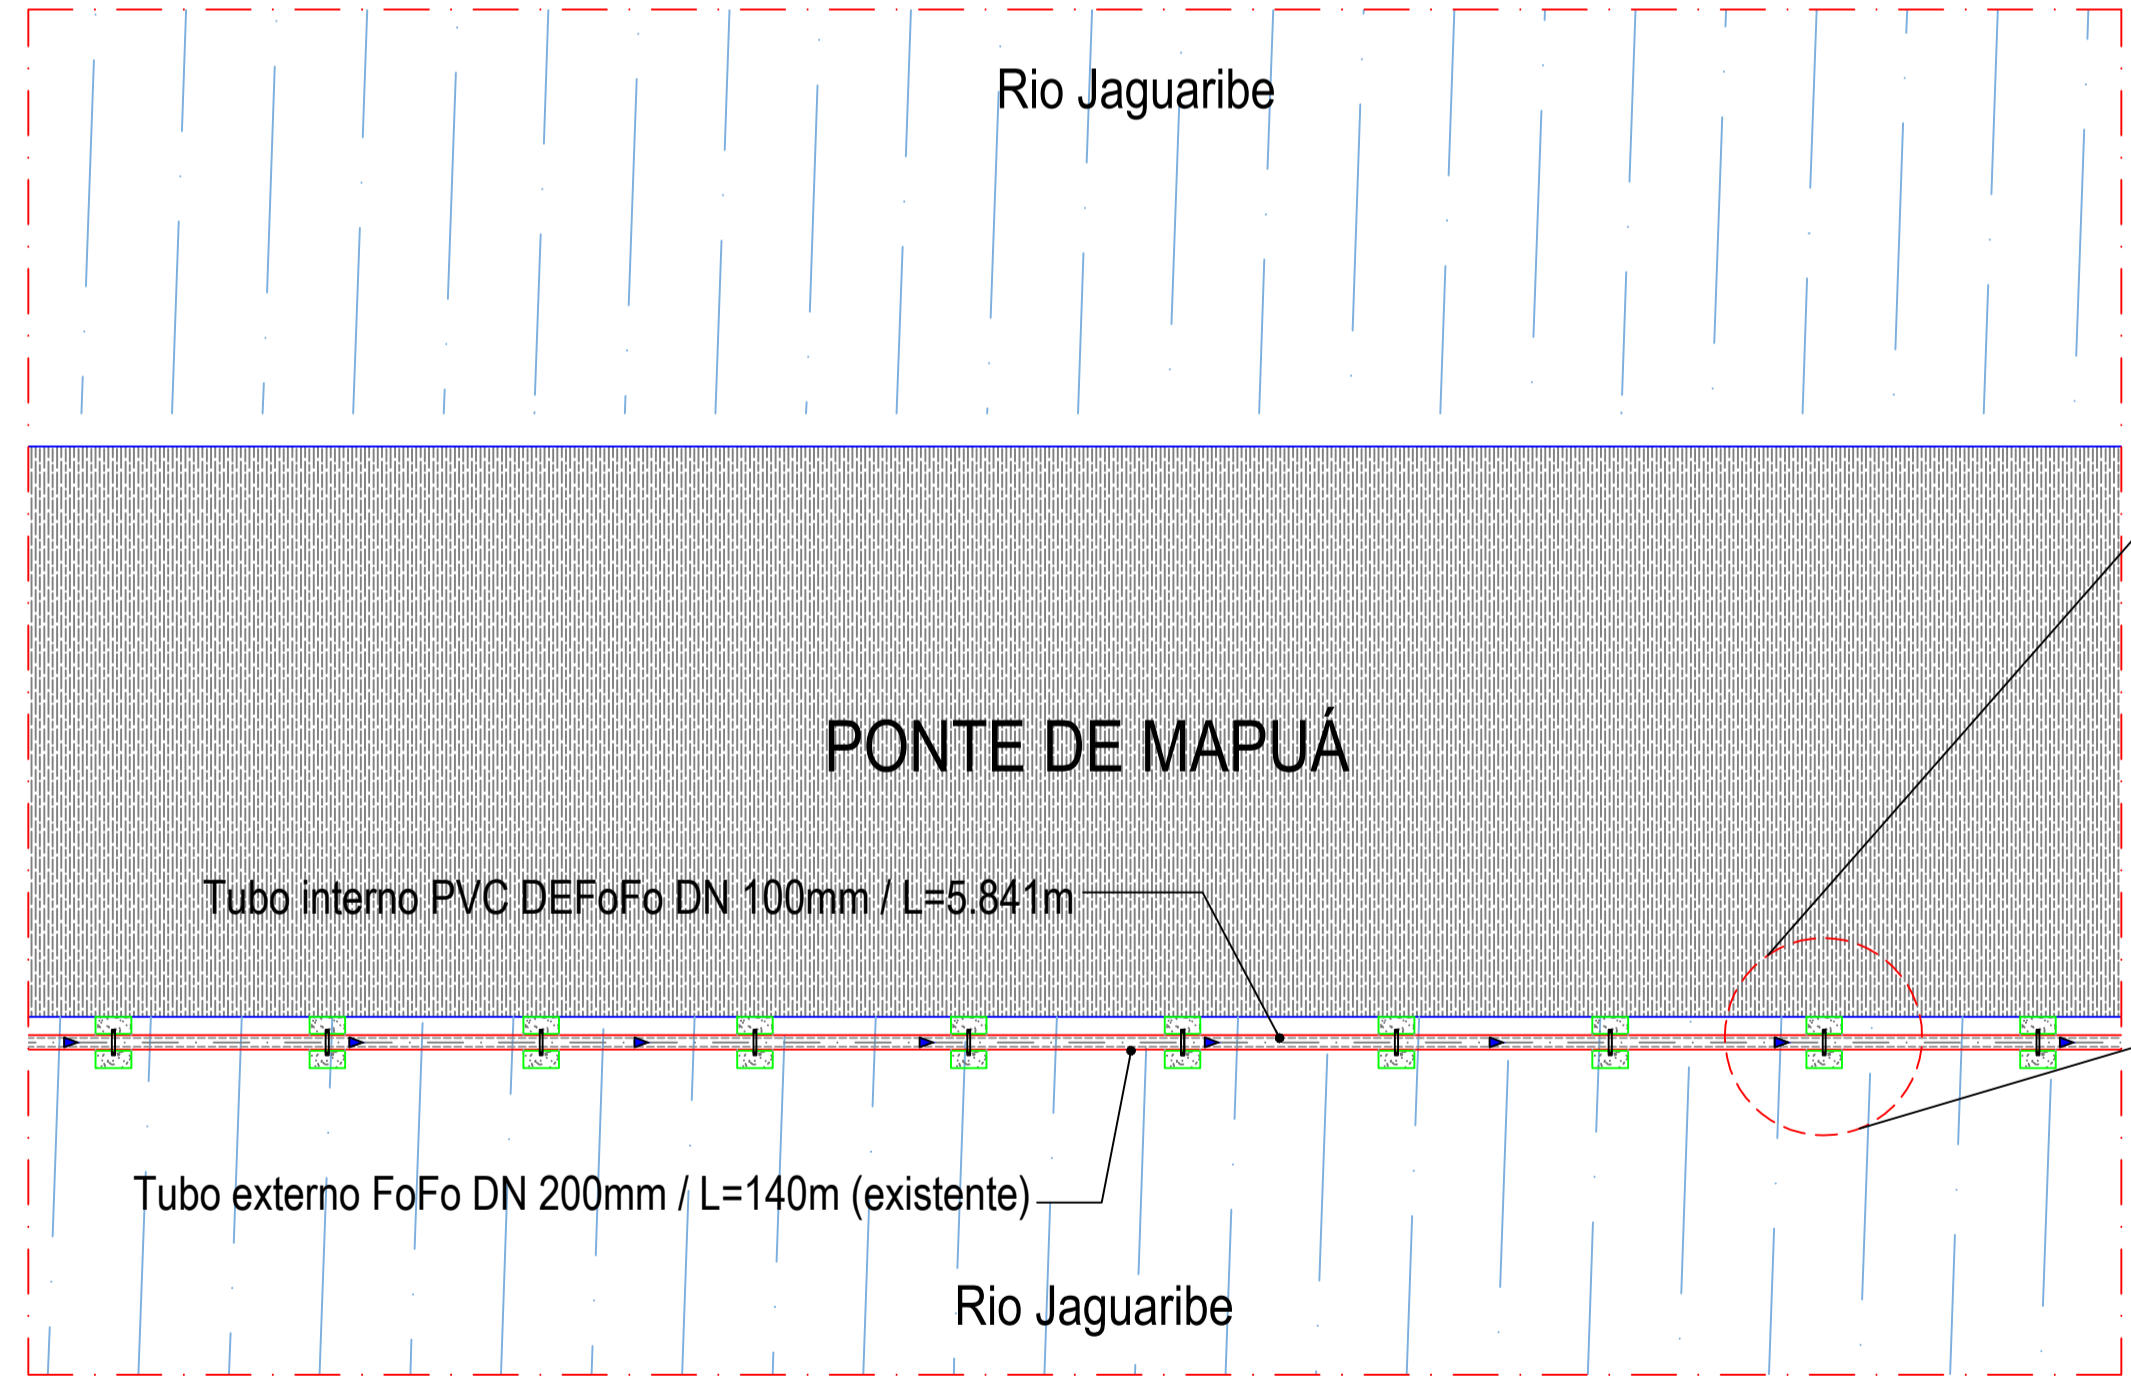 Rio Jaguaribe
PONTE DE MAPUÁ
Tubo interno PVC DEFoFo DN 100mm / L=5.841m
Tubo externo FoFo DN 200mm / L=140m (existente)
Rio Jaguaribe